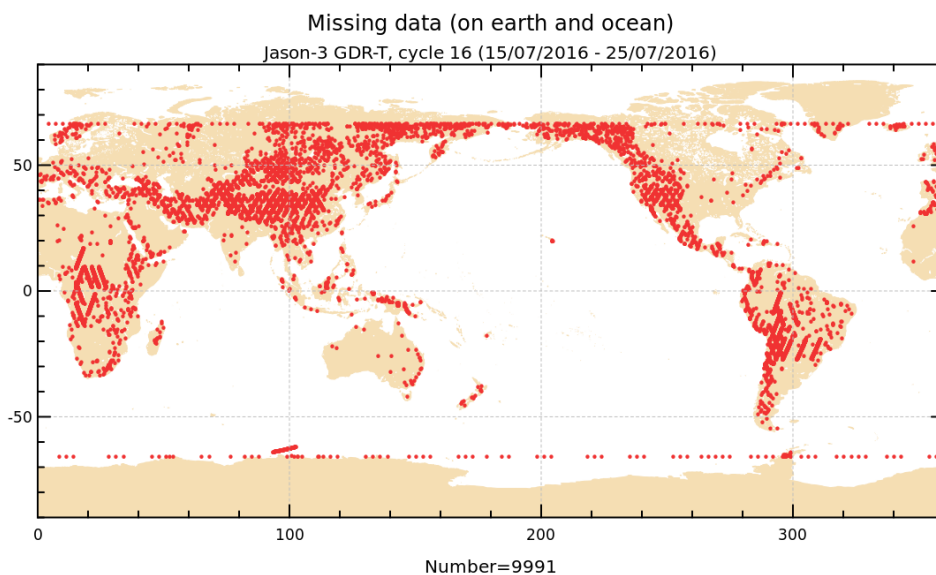 Missing data (on earth and ocean)
Jason-3 GDR-T, cycle 16 (15/07/2016 - 25/07/2016)
50
0
-50
0 100 200 300
Number=9991